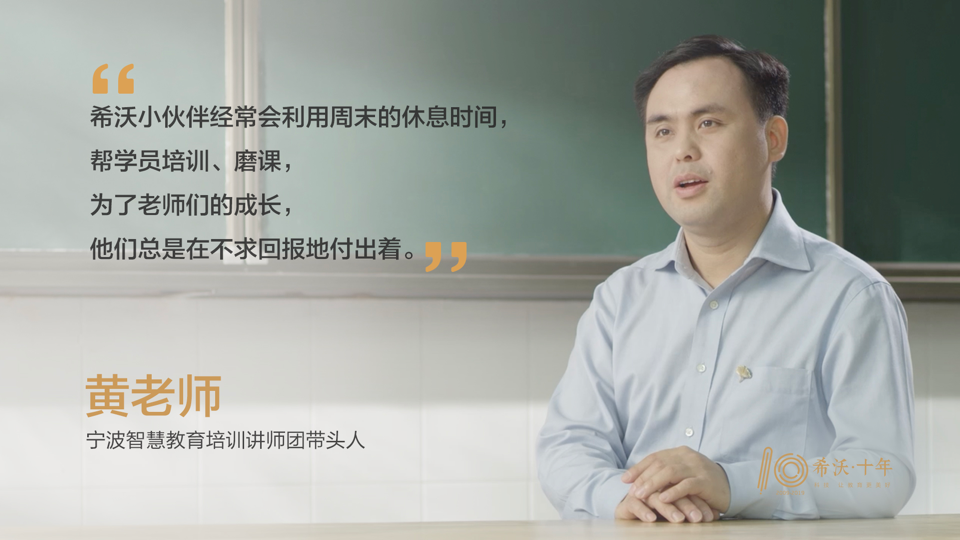 希沃小伙伴经常会利用周末的休息时间，
帮学员培训、磨课，
为了老师们的成长，
他们总是在不求回报地付出着。
黄老师
宁波智慧教育培训讲师团带头人
10 希沃·十年